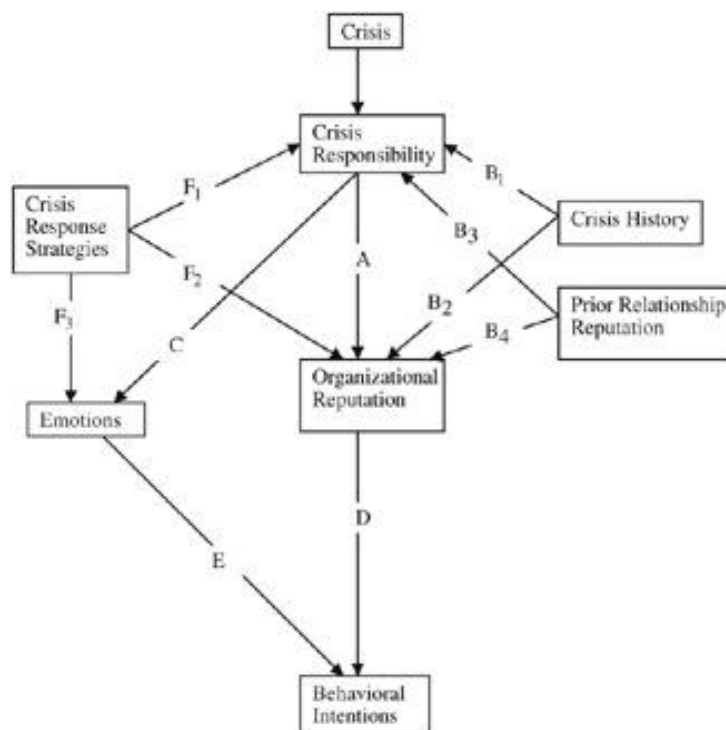 Crisis
Crisis
Responsibility
F1
B1
Crisis
Response
Strategies
Crisis History
B3
A
F2
B2
Prior Relationship
Reputation
F3
B4
C
Organizational
Reputation
Emotions
D
E
Behavioral
Intentions